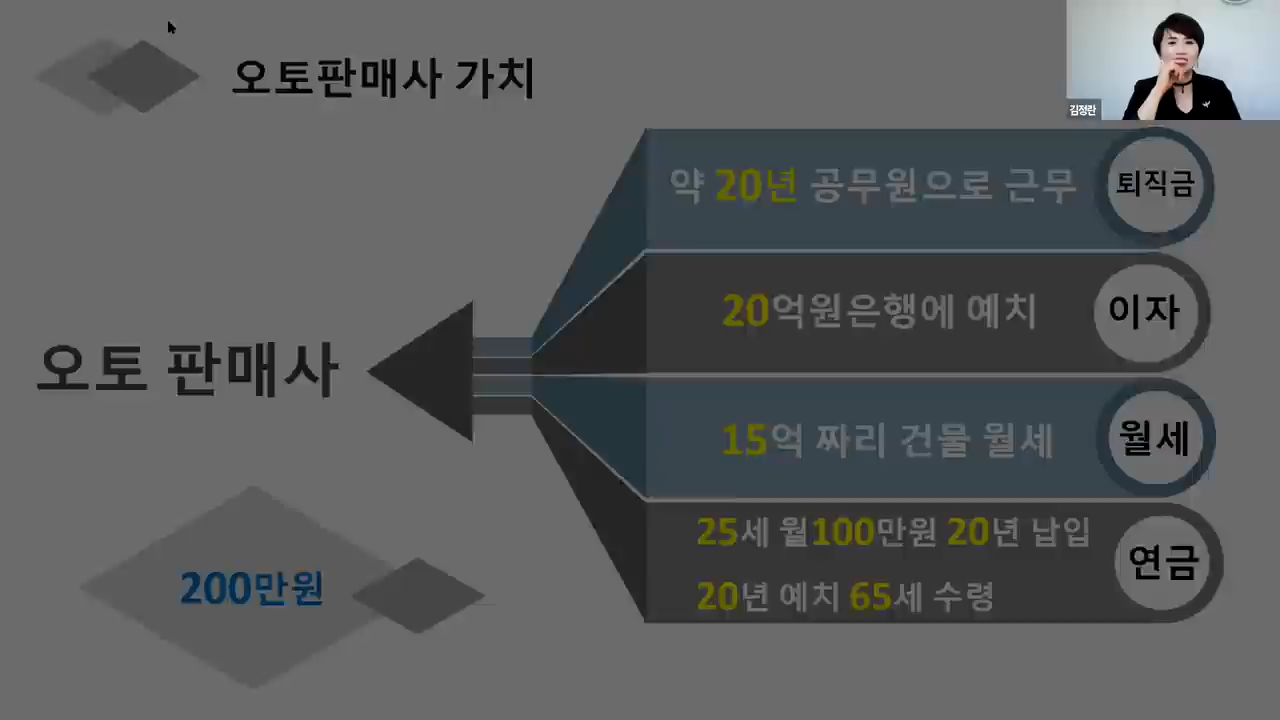 오토판매사 가치
김정란
약 20년 공무원으로 근무
퇴직금
20억원은행에 예치
이자
오토 판매사
15억 짜리 건물 월세
월세
25세 월100만원 20년 납입
20년 예치 65세 수령
연금
200만원